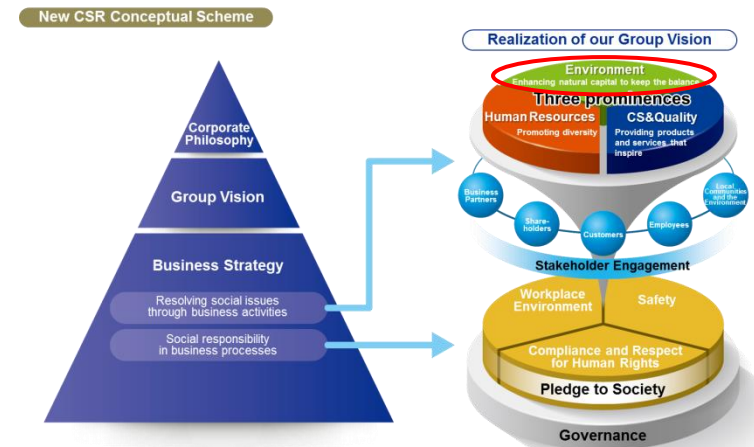 New CSR Conceptual Scheme
Corporate
Philosophy
Group Vision
Business Strategy
Resolving social issues
through business activities
Social responsibility
in business processes
Realization of our Group Vision
Environment
Enhancing natural capital to keep the balance
Three prominences
Human Resources
Promoting diversity
CS&Quality
Providing products
and services that
inspire
Business
Partners
Share-
holders
Customers
Employees
Local
Communities
and the
Environment
Stakeholder Engagement
Workplace
Environment
Safety
Compliance and Respect
for Human Rights
Pledge to Society
Governance